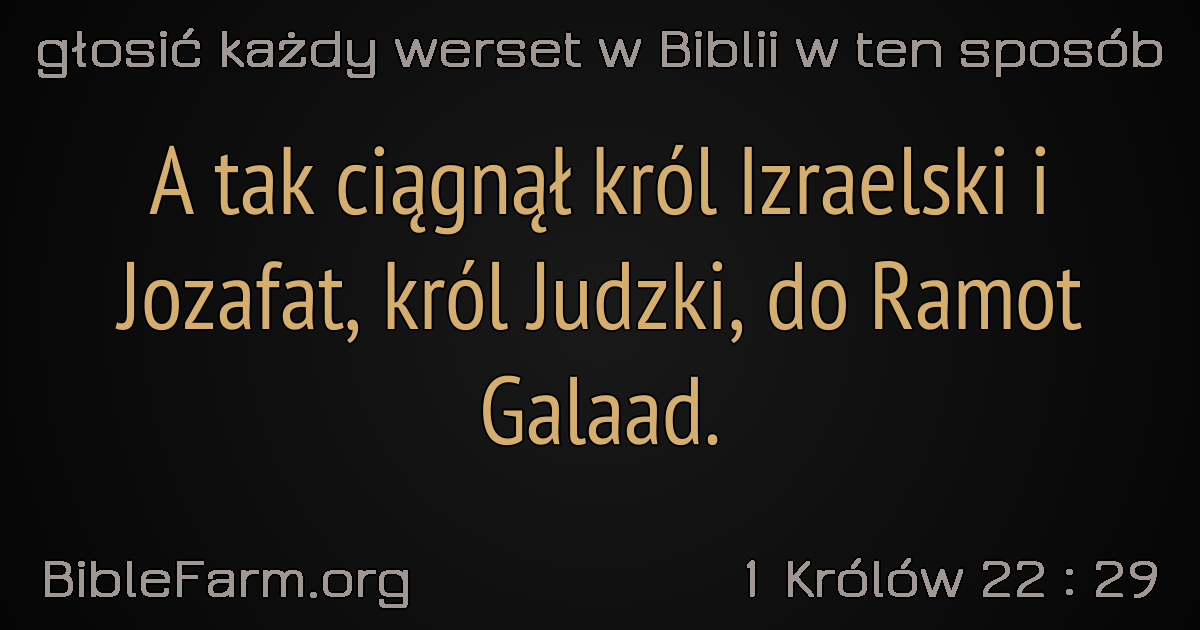 głosić każdy werset w Biblii w ten sposób
A tak ciągnął król Izraelski i
Jozafat, król Judzki, do Ramot
Galaad.
BibleFarm.org
1 Królów 22 : 29